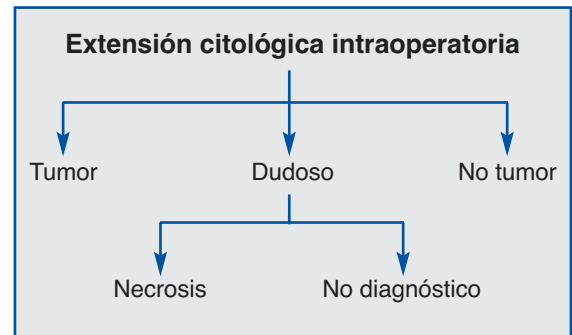 Extensión citológica intraoperatoria
Tumor Dudoso No tumor
Necrosis No diagnóstico